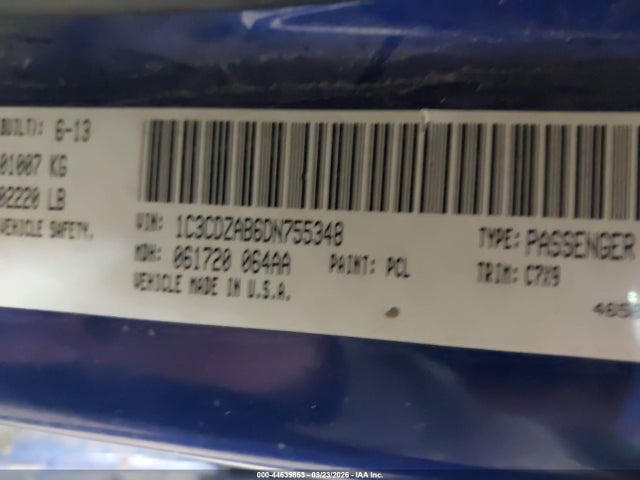 BUILT): 6-13
01007 KG
02220 LB
VEHICLE SAFETY.
VIN: 1C3CDZAB6DN755348
MDH: 061720 064AA
PAINT: PCL
VEHICLE MADE IN U.S.A.
TYPE: PASSENGER
TRIM: C7X9
465
000-44639853 - 03/23/2026 - IAA Inc.